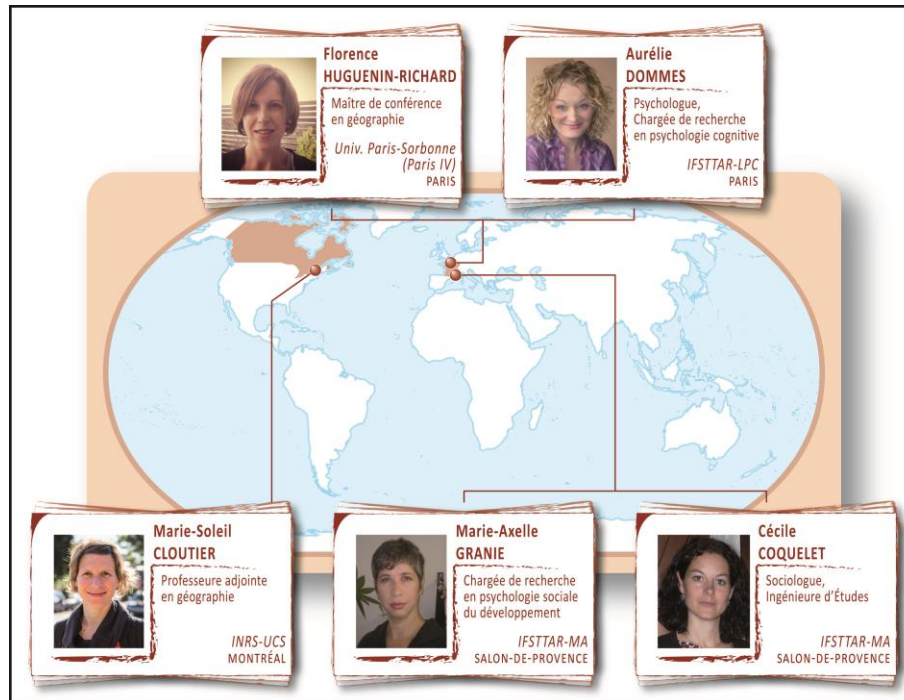 Florence
HUGUENIN-RICHARD
Maître de conférence
en géographie
Univ. Paris-Sorbonne
(Paris IV)
PARIS
Aurélie
DOMMES
Psychologue,
Chargée de recherche
en psychologie cognitive
IFSTTAR-LPC
PARIS
Marie-Soleil
CLOUTIER
Professeure adjointe
en géographie
INRS-UCS
MONTRÉAL
Marie-Axelle
GRANIE
Chargée de recherche
en psychologie sociale
du développement
IFSTTAR-MA
SALON-DE-PROVENCE
Cécile
COQUELET
Sociologue,
Ingénieure d'Études
IFSTTAR-MA
SALON-DE-PROVENCE